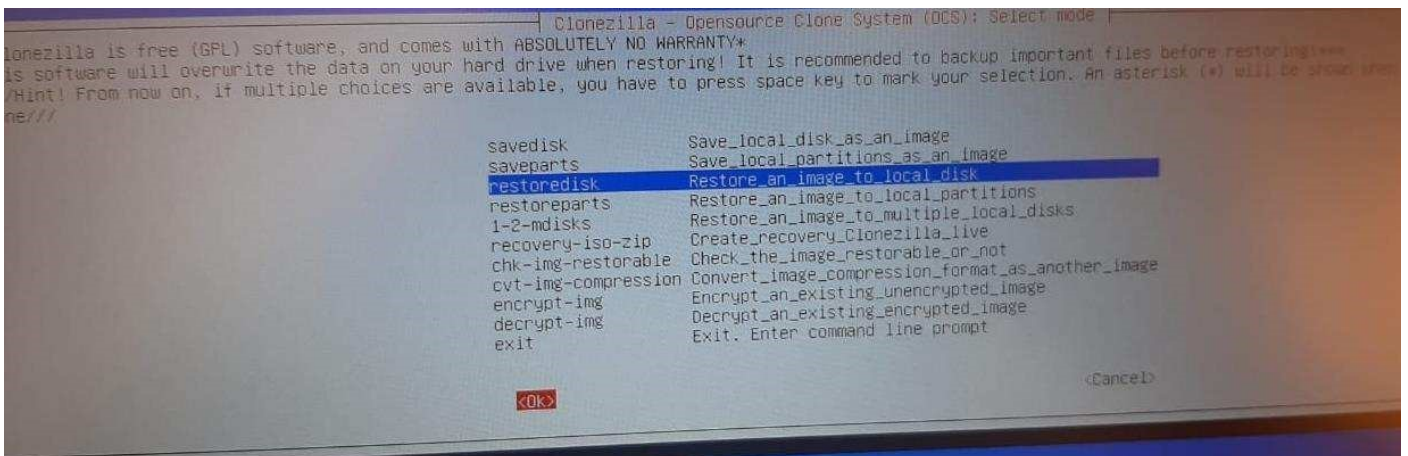 Clonezilla - Opensource Clone System (OCS): Select mode
lonezilla is free (GPL) software, and comes with ABSOLUTELY NO WARRANTY*
is software will overwrite the data on your hard drive when restoring! It is recommended to backup important files before restoring!***
/Hint! From now on, if multiple choices are available, you have to press space key to mark your selection. An asterisk (*) will be shown when
ne///
savedisk Save_local_disk_as_an_image
saveparts Save_local_partitions_as_an_image
restoredisk Restore_an_image_to_local_disk
restoreparts Restore_an_image_to_local_partitions
1-2-mdisks Restore_an_image_to_multiple_local_disks
recovery-iso-zip Create_recovery_Clonezilla_live
chk-img-restorable Check_the_image_restorable_or_not
cvt-img-compression Convert_image_compression_format_as_another_image
encrypt-img Encrypt_an_existing_unencrypted_image
decrypt-img Decrypt_an_existing_encrypted_image
exit Exit. Enter command line prompt
<Ok> <Cancel>